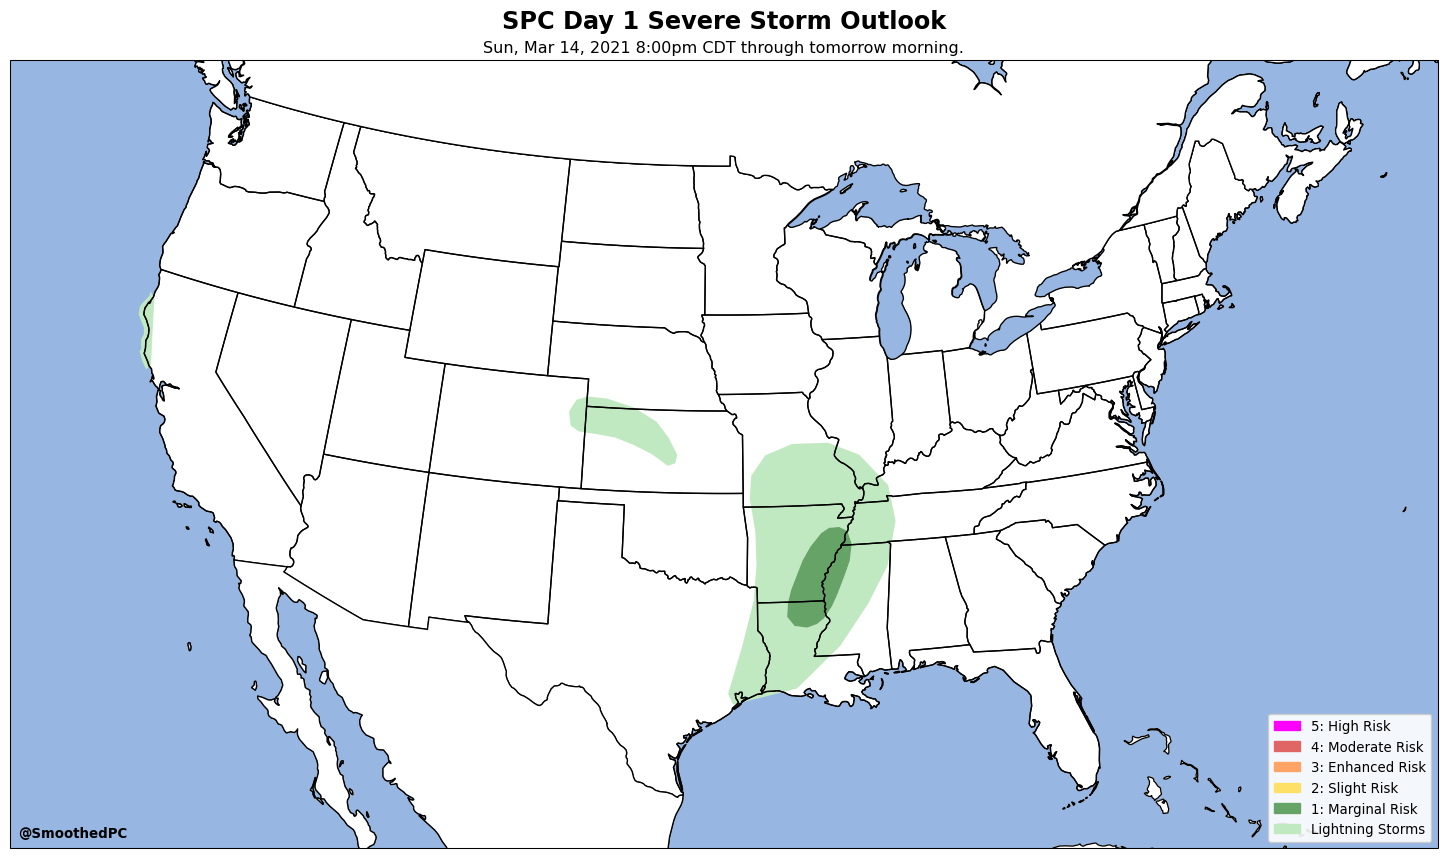 SPC Day 1 Severe Storm Outlook
Sun, Mar 14, 2021 8:00pm CDT through tomorrow morning.
5: High Risk
4: Moderate Risk
3: Enhanced Risk
2: Slight Risk
1: Marginal Risk
Lightning Storms
@SmoothedPC